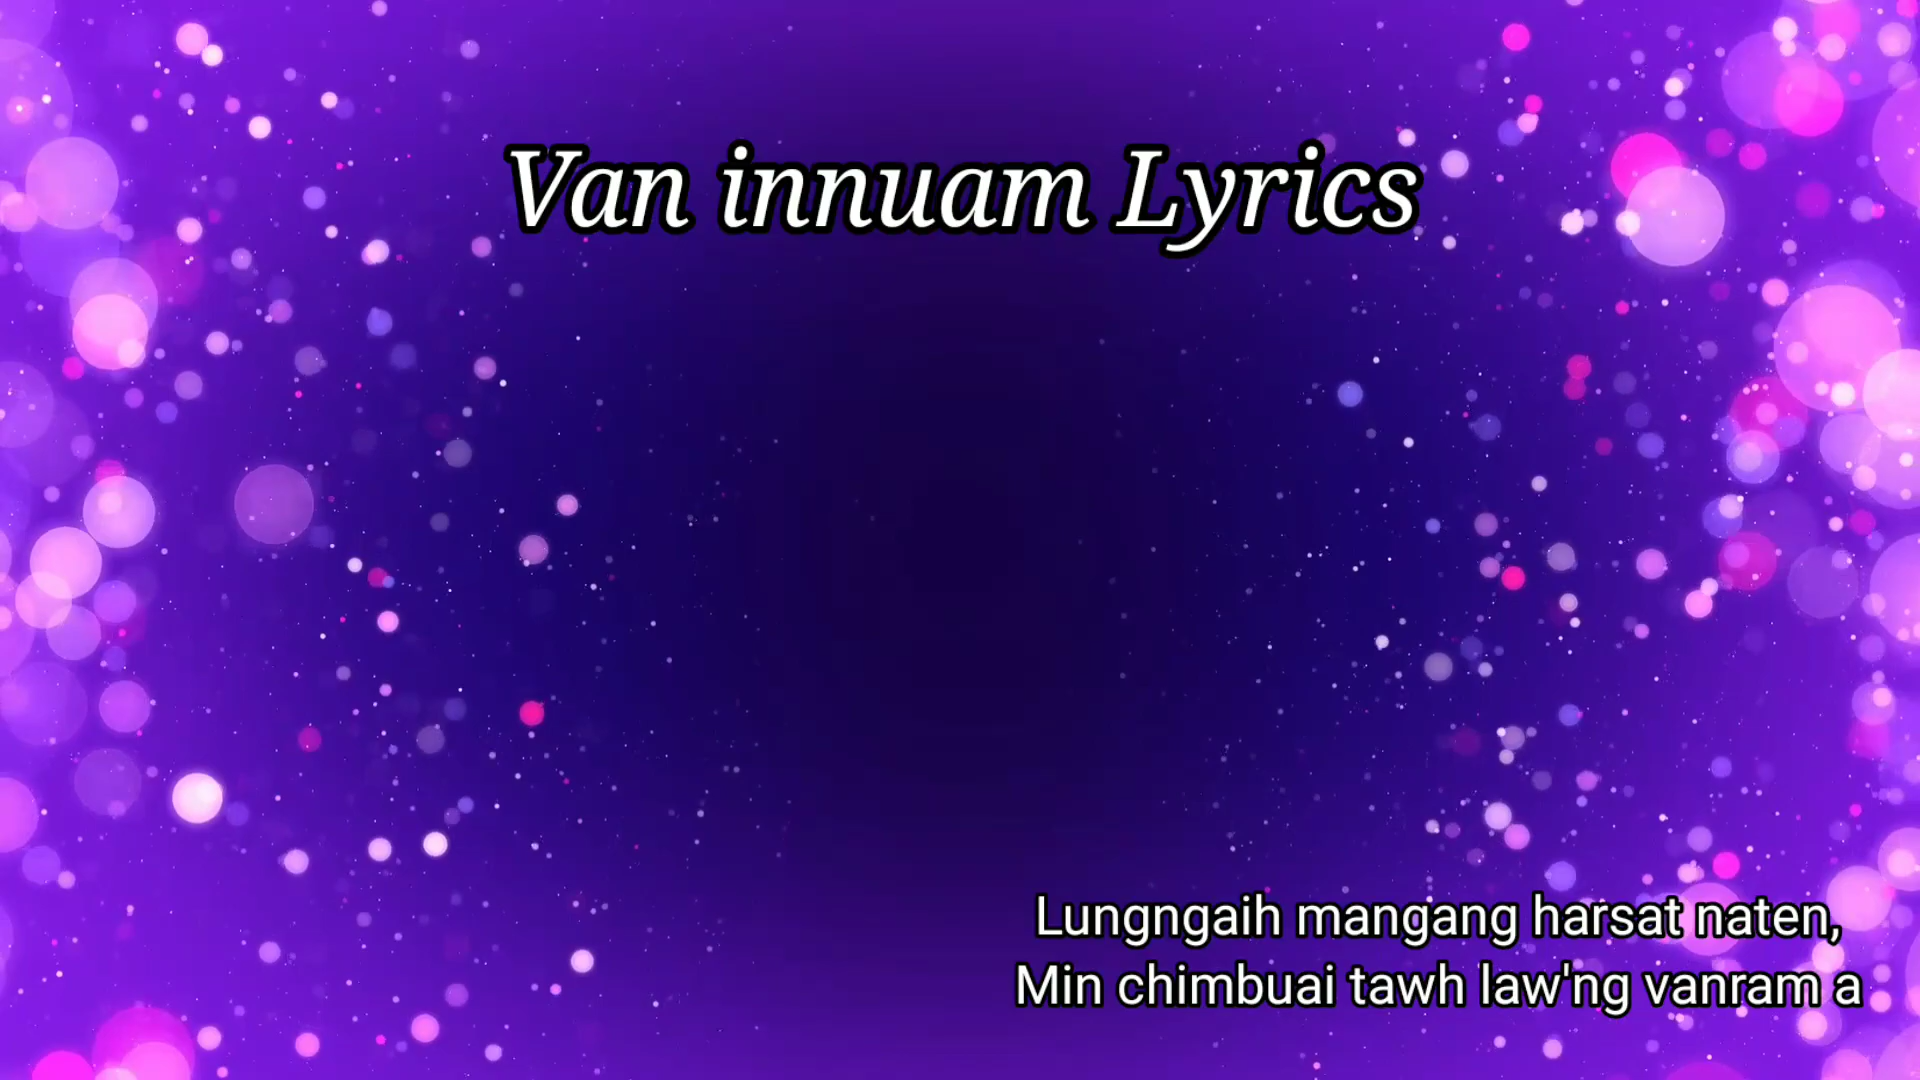 Van innuam Lyrics
Lungngaih mangang harsat naten,
Min chimbuai tawh law'ng vanram a